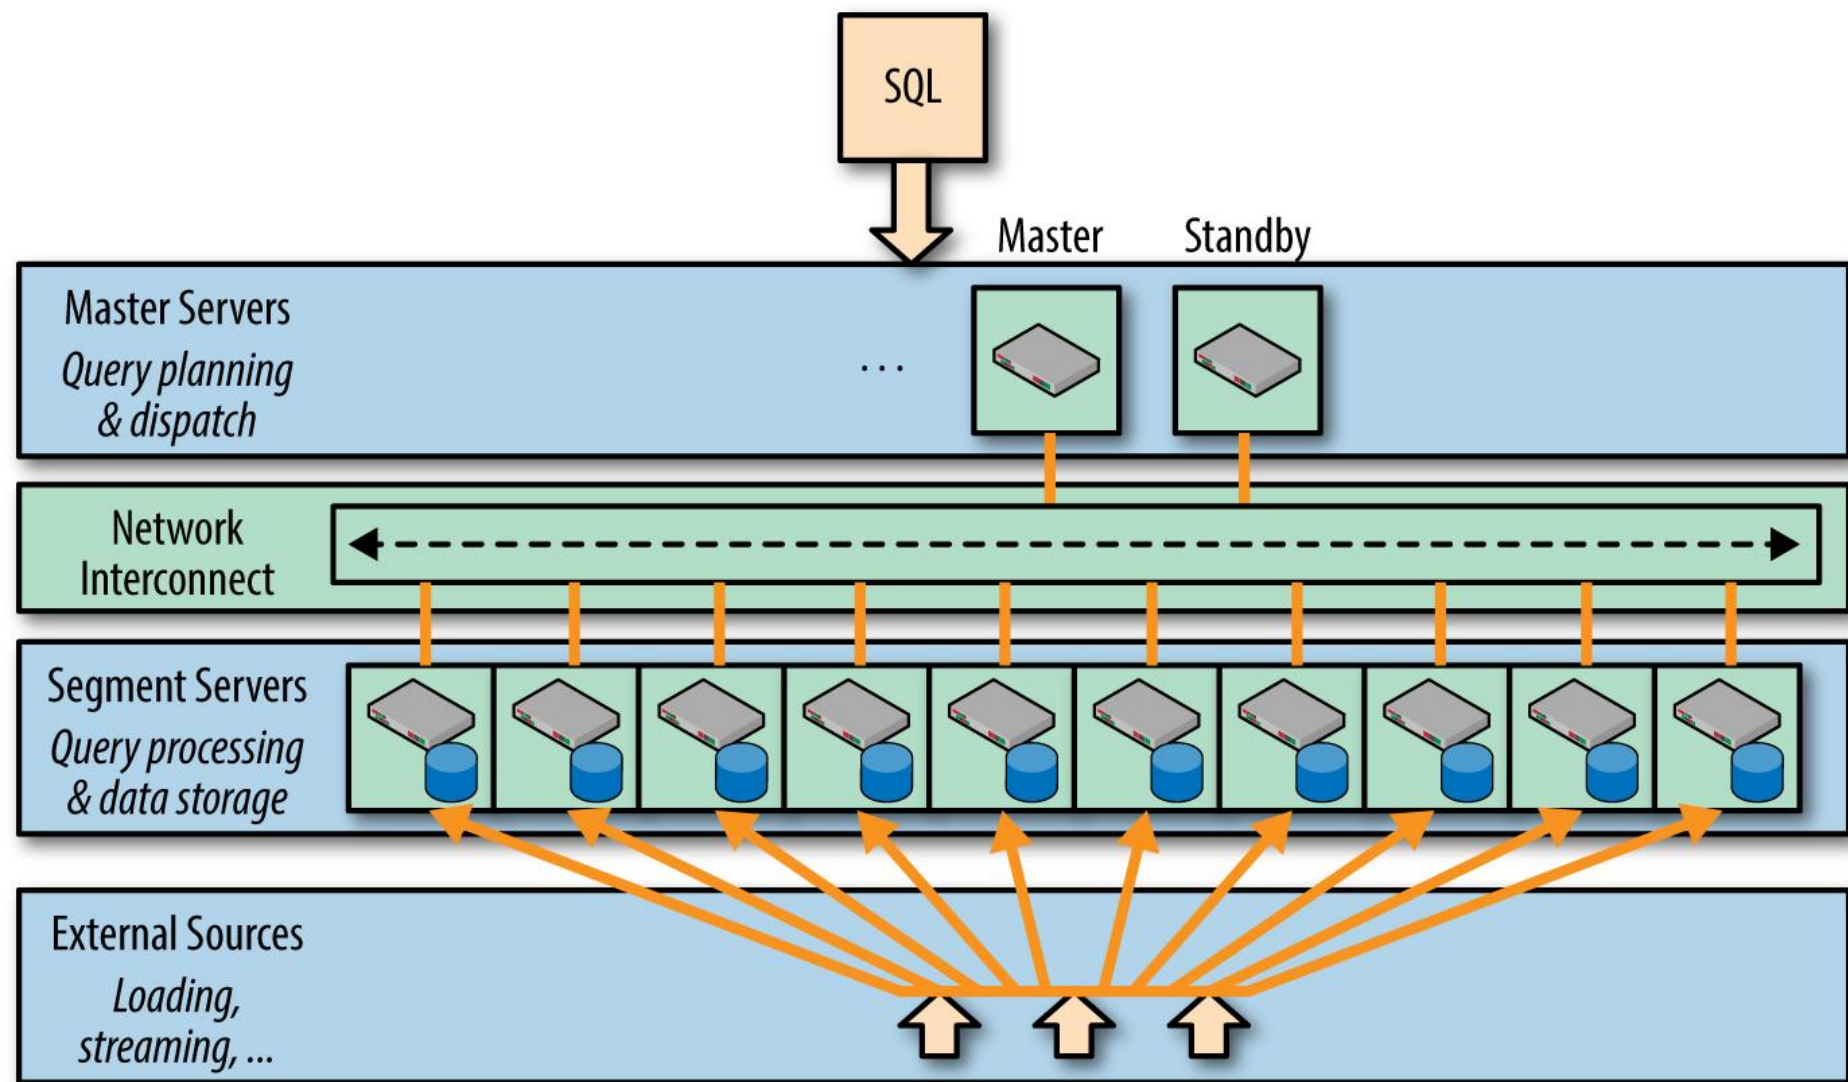 SQL
Master Standby
Master Servers
Query planning
& dispatch
...
Network
Interconnect
Segment Servers
Query processing
& data storage
External Sources
Loading,
streaming, ...